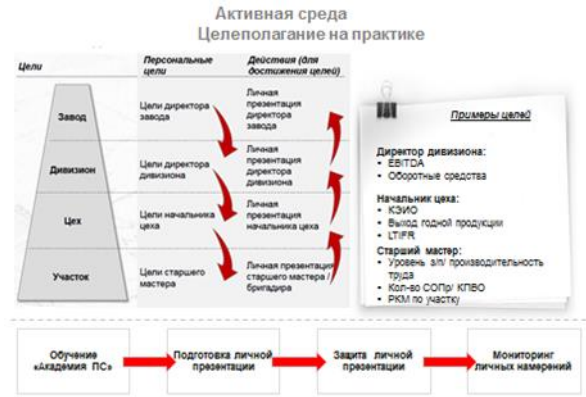 Активная среда
Целеполагание на практике
Цели
Персональные
цели
Действия (для
достижения целей)
Завод
Цели директора
завода
Личная
презентация
директора
завода
Дивизион
Цели директора
дивизиона
Личная
презентация
директора
дивизиона
Цех
Цели начальника
цеха
Личная
презентация
начальника цеха
Участок
Цели старшего
мастера
Личная презентация
старшего мастера /
бригадира
Примеры целей
Директор дивизиона:
• EBITDA
• Оборотные средства
Начальник цеха:
• КЭИО
• Выход годной продукции
• LTIFR
Старший мастер:
• Уровень з/п/ производительность
труда
• Кол-во СОПр/ КПВО
• РКМ по участку
Обучение
«Академия ПС»
Подготовка личной
презентации
Защита личной
презентации
Мониторинг
личных намерений